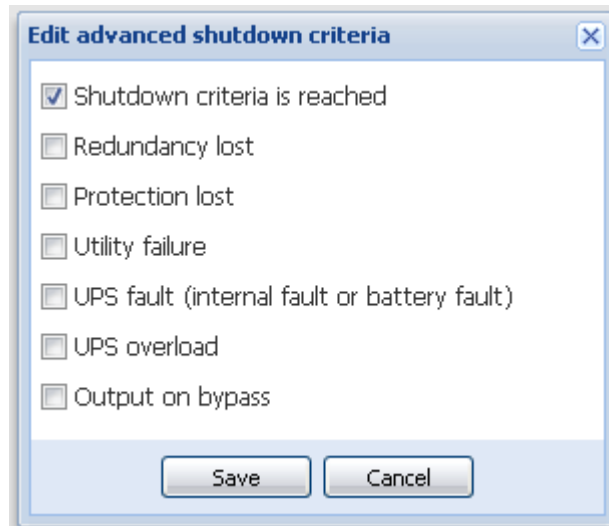 Edit advanced shutdown criteria
Shutdown criteria is reached
Redundancy lost
Protection lost
Utility failure
UPS fault (internal fault or battery fault)
UPS overload
Output on bypass
Save Cancel